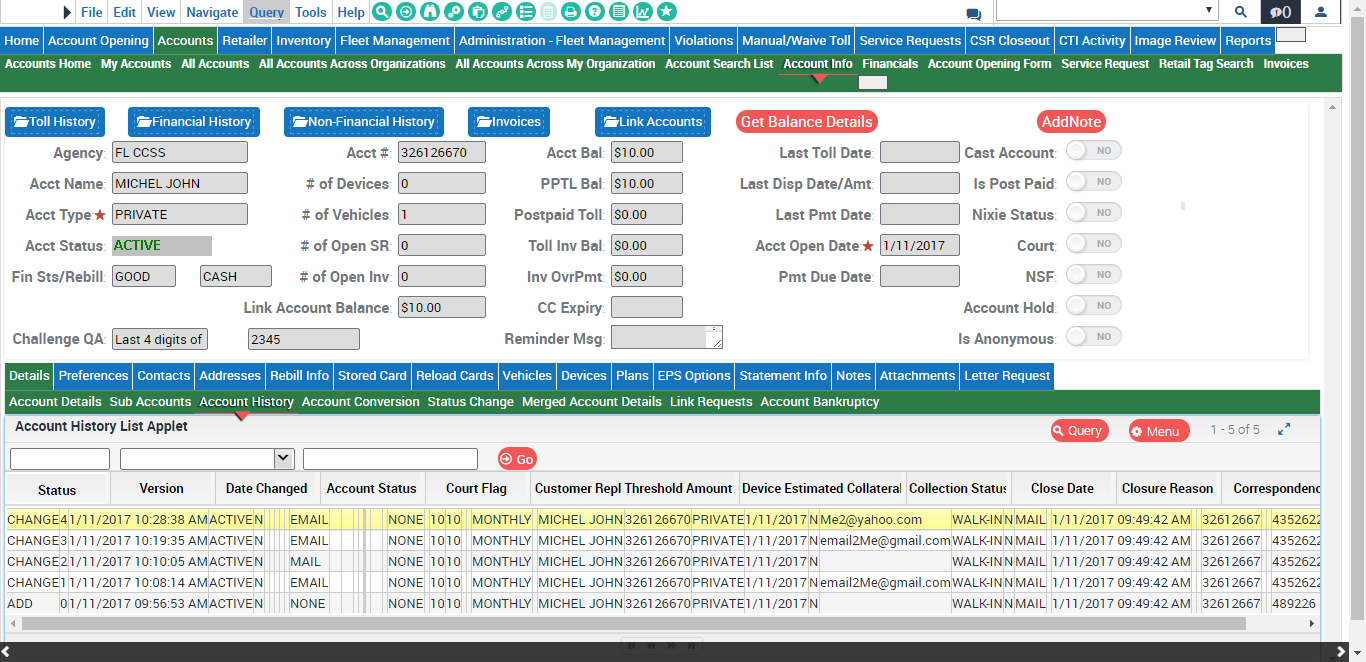 File Edit View Navigate Query Tools Help 0
Home Account Opening Accounts Retailer Inventory Fleet Management Administration - Fleet Management Violations Manual/Waive Toll Service Requests CSR Closeout CTI Activity Image Review Reports
Accounts Home My Accounts All Accounts All Accounts Across Organizations All Accounts Across My Organization Account Search List Account Info Financials Account Opening Form Service Request Retail Tag Search Invoices
Toll History Financial History Non-Financial History Invoices Link Accounts Get Balance Details AddNote
Agency: FL CCSS Acct #: 326126670 Acct Bal: $10.00 Last Toll Date: Cast Account: NO
Acct Name: MICHEL JOHN # of Devices: 0 PPTL Bal: $10.00 Last Disp Date/Amt: Is Post Paid: NO
Acct Type:★ PRIVATE # of Vehicles: 1 Postpaid Toll: $0.00 Last Pmt Date: Nixie Status: NO
Acct Status: ACTIVE # of Open SR: 0 Toll Inv Bal: $0.00 Acct Open Date:★ 1/11/2017 Court: NO
Fin Sts/Rebill: GOOD CASH # of Open Inv: 0 Inv OvrPmt: $0.00 Pmt Due Date: NSF: NO
Link Account Balance: $10.00 CC Expiry: Account Hold: NO
Challenge QA: Last 4 digits of 2345 Reminder Msg: Is Anonymous: NO
Details Preferences Contacts Addresses Rebill Info Stored Card Reload Cards Vehicles Devices Plans EPS Options Statement Info Notes Attachments Letter Request
Account Details Sub Accounts Account History Account Conversion Status Change Merged Account Details Link Requests Account Bankruptcy
Account History List Applet Query Menu 1 - 5 of 5
Go
Status Version Date Changed Account Status Court Flag Customer Repl Threshold Amount Device Estimated Collateral Collection Status Close Date Closure Reason Correspondenc
CHANGE 4 1/11/2017 10:28:38 AM ACTIVE N EMAIL NONE 10 10 MONTHLY MICHEL JOHN 326126670 PRIVATE 1/11/2017 N Me2@yahoo.com WALK-IN N MAIL 1/11/2017 09:49:42 AM 32612667 4352622
CHANGE 3 1/11/2017 10:19:35 AM ACTIVE N EMAIL NONE 10 10 MONTHLY MICHEL JOHN 326126670 PRIVATE 1/11/2017 N email2Me@gmail.com WALK-IN N MAIL 1/11/2017 09:49:42 AM 32612667 4352622
CHANGE 2 1/11/2017 10:10:05 AM ACTIVE N MAIL NONE 10 10 MONTHLY MICHEL JOHN 326126670 PRIVATE 1/11/2017 N WALK-IN N MAIL 1/11/2017 09:49:42 AM 32612667 4352622
CHANGE 1 1/11/2017 10:08:14 AM ACTIVE N EMAIL NONE 10 10 MONTHLY MICHEL JOHN 326126670 PRIVATE 1/11/2017 N email2Me@gmail.com WALK-IN N MAIL 1/11/2017 09:49:42 AM 32612667 4352622
ADD 0 1/11/2017 09:56:53 AM ACTIVE N NONE NONE 10 10 MONTHLY MICHEL JOHN 326126670 PRIVATE 1/11/2017 N WALK-IN N MAIL 1/11/2017 09:49:42 AM 32612667 489226